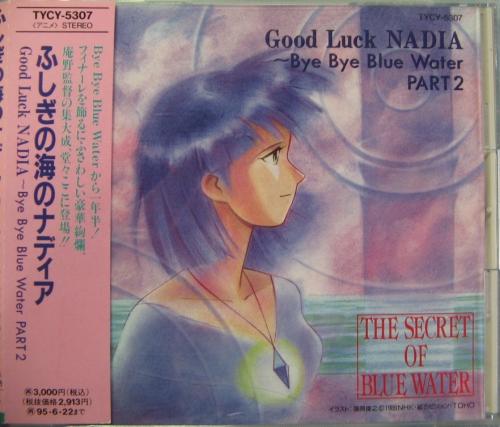 TYCY-5307
〈アニメ〉STEREO
ふしぎの海のナディア
Good Luck NADIA ~ Bye Bye Blue Water PART 2
Bye Bye Blue Waterから一年半!
フィナーレを飾るにふさわしい豪華絢爛、
庵野監督の集大成、堂々ここに登場!!
3,000円(税込)
(税抜価格2,913円)
95・6・22まで
TYCY-5307
Good Luck NADIA
~Bye Bye Blue Water
PART 2
THE SECRET
OF
BLUE WATER